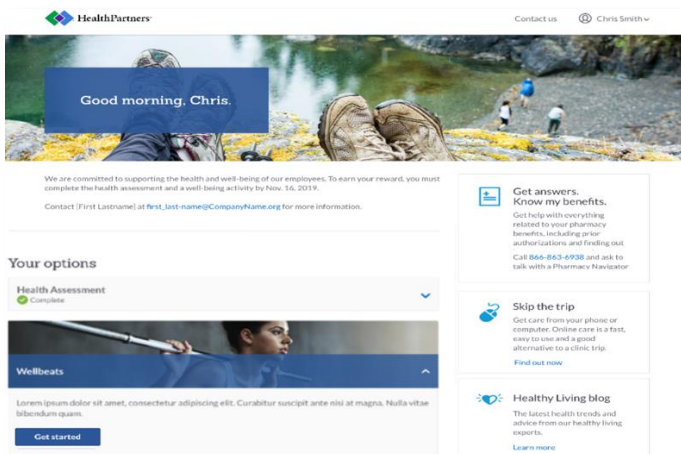 HealthPartners
Contact us
Chris Smith
Good morning, Chris.
We are committed to supporting the health and well-being of our employees. To earn your reward, you must
complete the health assessment and a well-being activity by Nov. 16, 2019.
Contact [First Lastname] at first_last-name@CompanyName.org for more information.
Your options
Health Assessment
Complete
Wellbeats
Lorem ipsum dolor sit amet, consectetur adipiscing elit. Curabitur suscipit ante nisi at magna. Nulla vitae
bibendum quam.
Get started
Get answers.
Know my benefits.
Get help with everything
related to your pharmacy
benefits, including prior
authorizations and finding out
Call 866-863-6938 and ask to
talk with a Pharmacy Navigator
Skip the trip
Get care from your phone or
computer. Online care is a fast,
easy to use and a good
alternative to a clinic trip.
Find out now
Healthy Living blog
The latest health trends and
advice from our healthy living
experts.
Learn more